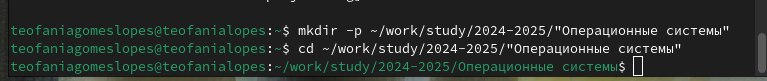 teofaniagomeslopes@teofanialopes:~$ mkdir -p ~/work/study/2024-2025/"Операционные системы"
teofaniagomeslopes@teofanialopes:~$ cd ~/work/study/2024-2025/"Операционные системы"
teofaniagomeslopes@teofanialopes:~/work/study/2024-2025/Операционные системы$